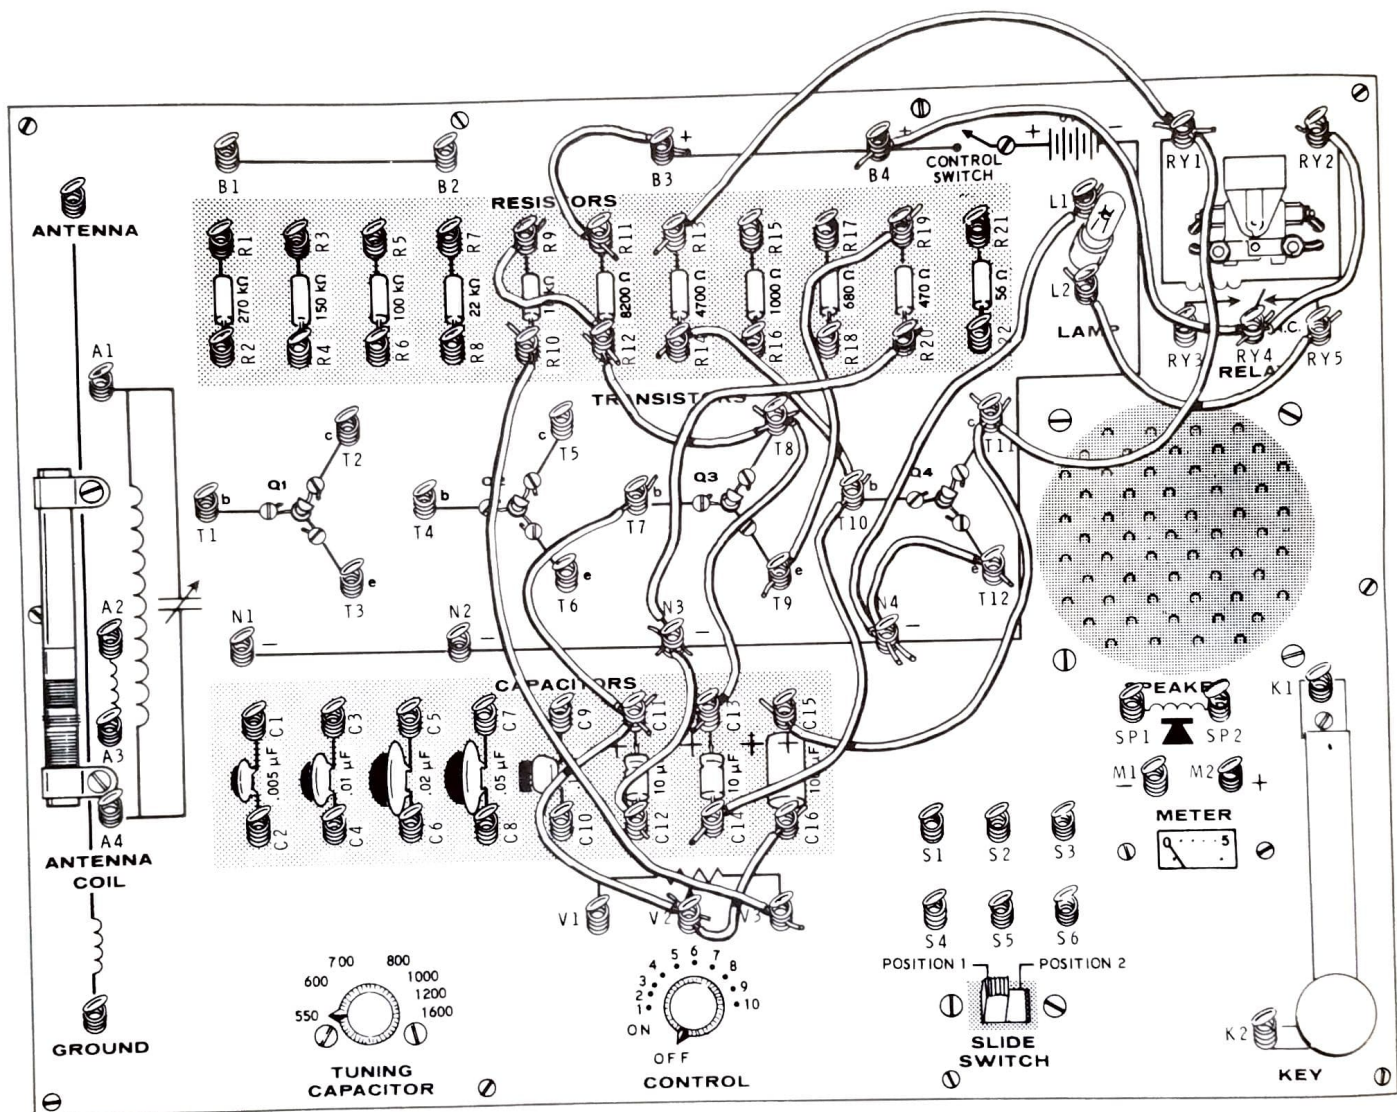 B1
B2
+
B3
+
B4
CONTROL
SWITCH
+
−
RY1
RY2
ANTENNA
RESISTORS
R1
R3
R5
R7
R9
R11
R13
R15
R17
R19
R21
270 kΩ
150 kΩ
100 kΩ
22 kΩ
8200 Ω
4700 Ω
1000 Ω
680 Ω
470 Ω
56 Ω
R2
R4
R6
R8
R10
R12
R14
R16
R18
R20
L1
L2
LAMP
RY3
RY4
RY5
TRANSISTORS
A1
c
T2
c
T5
T8
c
T11
Q1
Q3
Q4
b
T1
b
T4
b
T7
b
T10
T3
e
T6
e
T9
e
T12
e
A2
N1
−
N2
−
N3
−
N4
−
CAPACITORS
C1
C3
C5
C7
C9
C11
C13
C15
.005 µF
.01 µF
.02 µF
.05 µF
+
10 µF
+
10 µF
+
+
C2
C4
C6
C8
C10
C12
C14
C16
A3
A4
ANTENNA
COIL
SP1
SP2
K1
M1
−
M2
+
METER
0
5
S1
S2
S3
S4
S5
S6
V1
V2
V3
POSITION 1
POSITION 2
SLIDE
SWITCH
550
600
700
800
1000
1200
1600
TUNING
CAPACITOR
ON
1
2
3
4
5
6
7
8
9
10
OFF
CONTROL
GROUND
K2
KEY